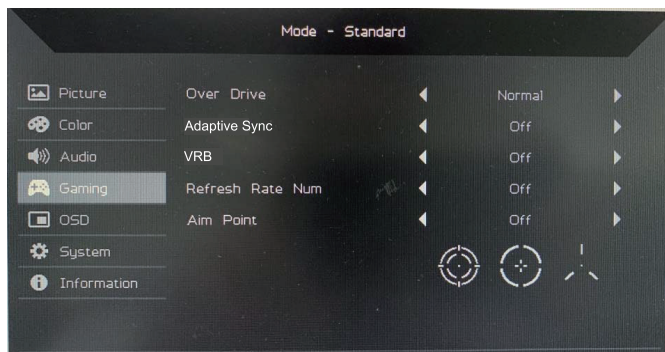 Mode - Standard
Picture
Over Drive
Normal
Color
Adaptive Sync
Off
Audio
VRB
Off
Gaming
Refresh Rate Num
Off
OSD
Aim Point
Off
System
Information